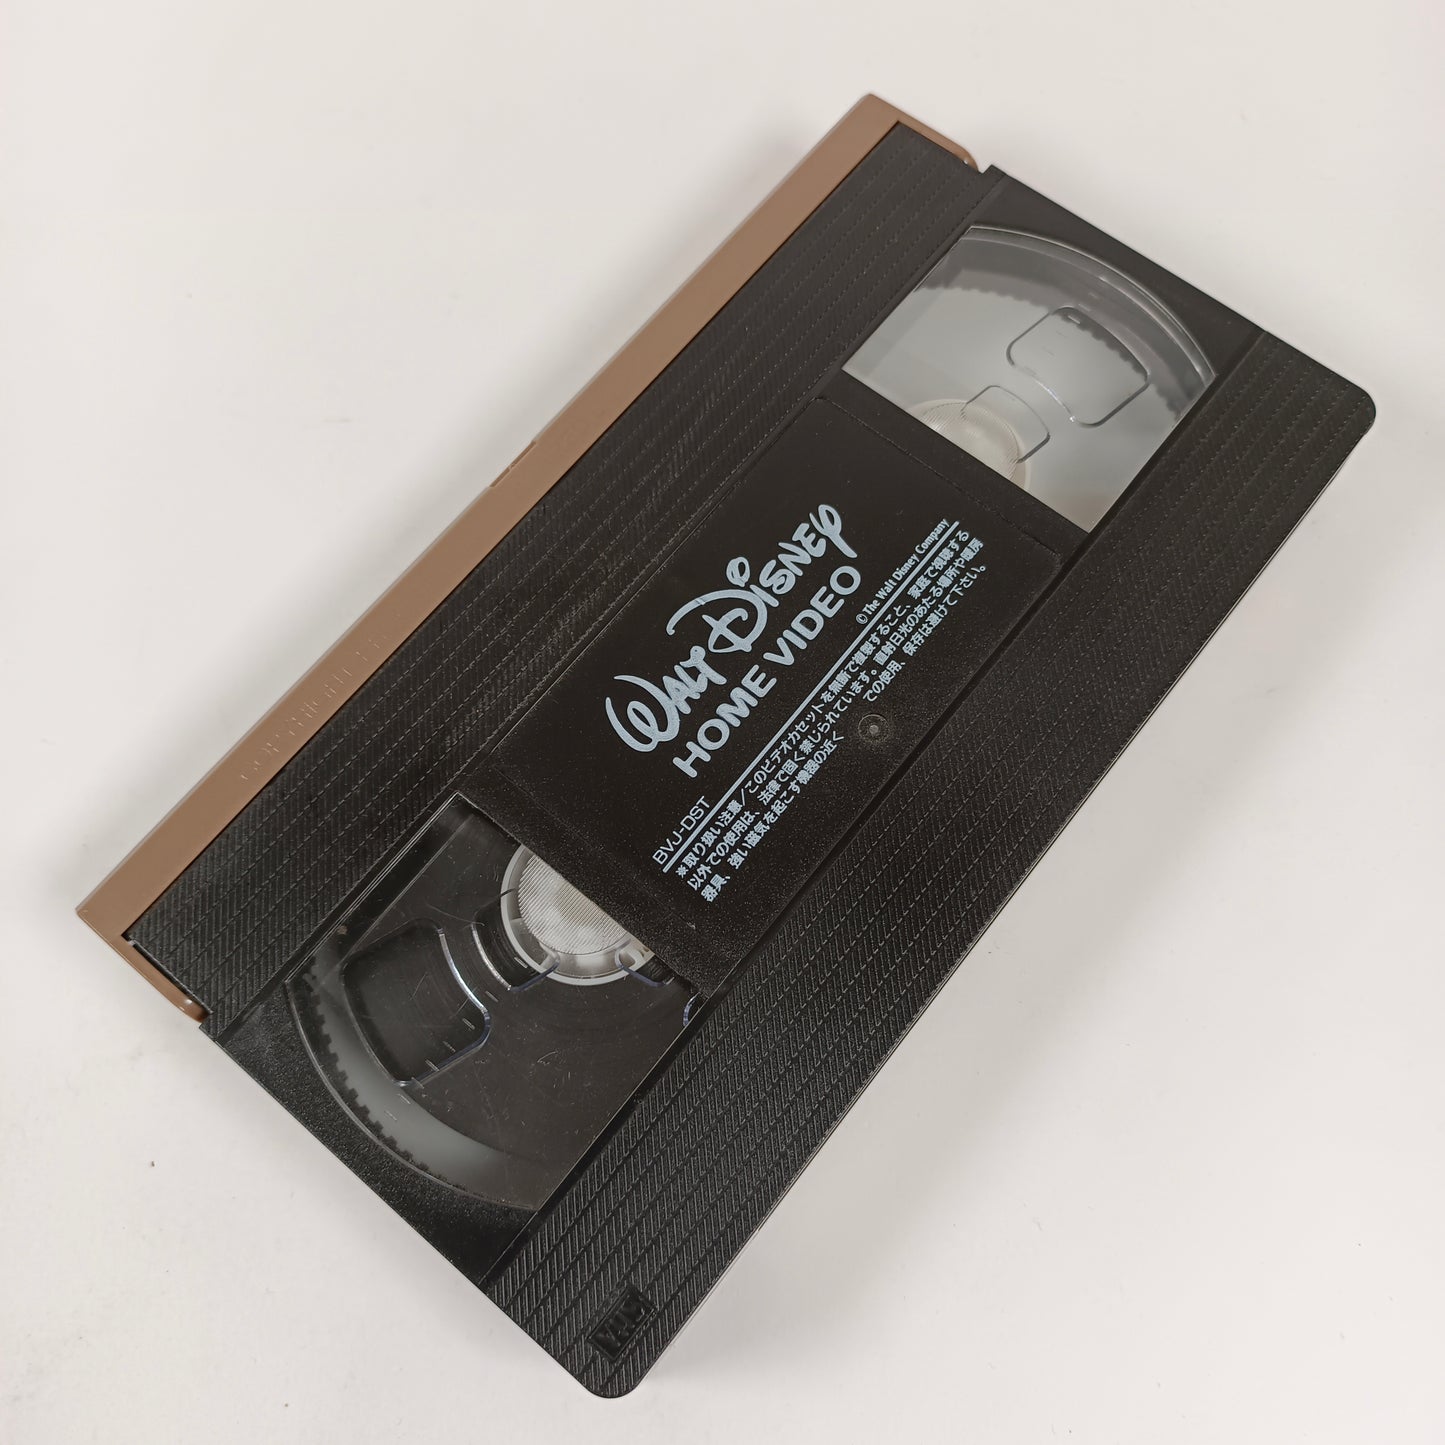 WALT DISNEY
HOME VIDEO
©The Walt Disney Company
BVJ-DST
※取り扱い注意/このビデオカセットを無断で複製すること、家庭で視聴する
以外での使用は、法律で固く禁じられています。直射日光のあたる場所や暖房
器具、強い磁気を起こす機器の近くでの使用、保存は避けて下さい。
VHS